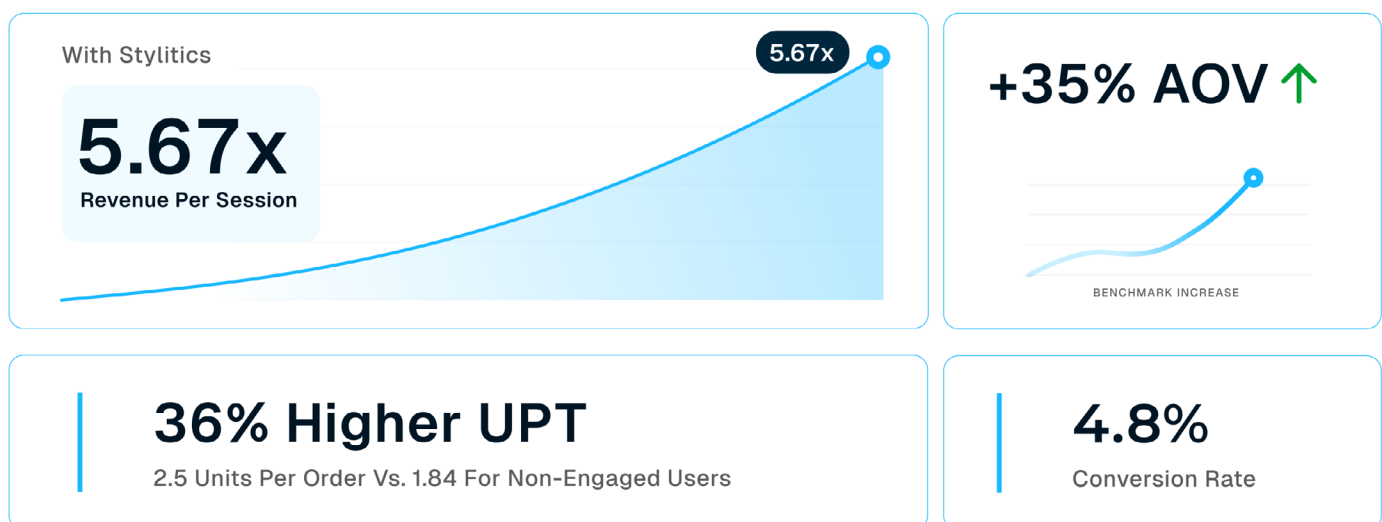 With Stylitics
5.67x
Revenue Per Session
5.67x
+35% AOV
BENCHMARK INCREASE
36% Higher UPT
2.5 Units Per Order Vs. 1.84 For Non-Engaged Users
4.8%
Conversion Rate